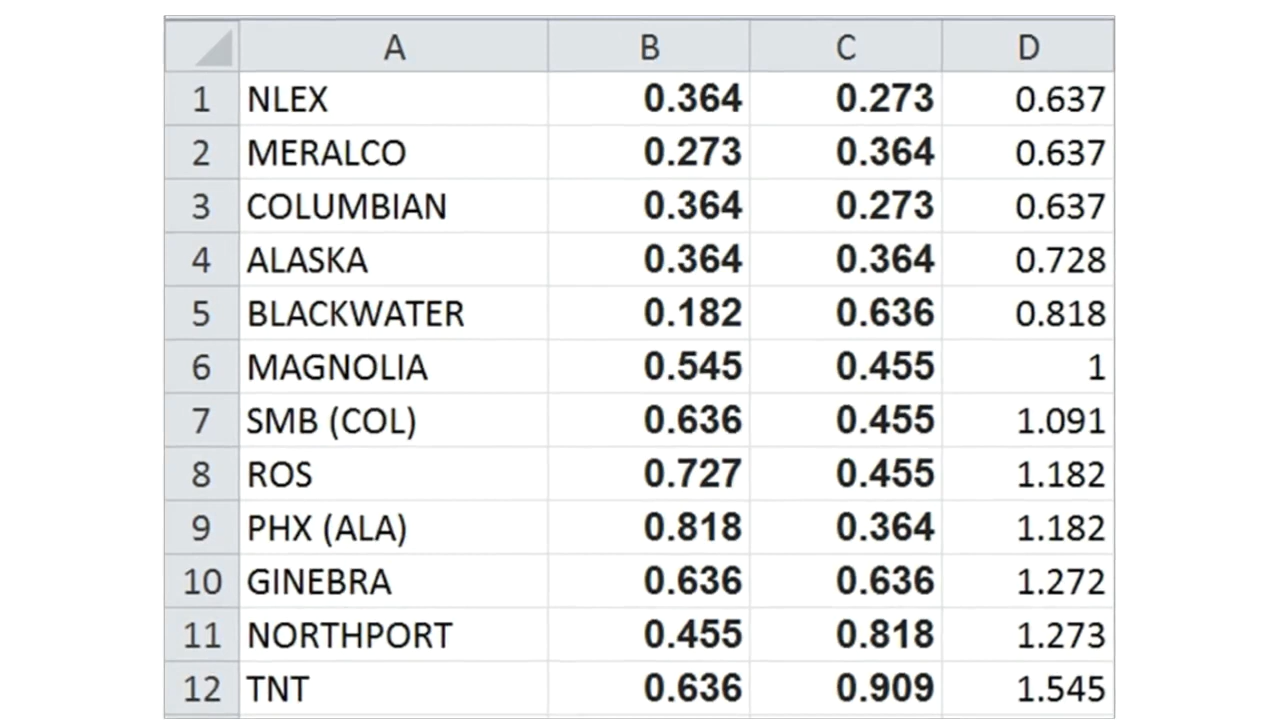 A B C D
1 NLEX 0.364 0.273 0.637
2 MERALCO 0.273 0.364 0.637
3 COLUMBIAN 0.364 0.273 0.637
4 ALASKA 0.364 0.364 0.728
5 BLACKWATER 0.182 0.636 0.818
6 MAGNOLIA 0.545 0.455 1
7 SMB (COL) 0.636 0.455 1.091
8 ROS 0.727 0.455 1.182
9 PHX (ALA) 0.818 0.364 1.182
10 GINEBRA 0.636 0.636 1.272
11 NORTHPORT 0.455 0.818 1.273
12 TNT 0.636 0.909 1.545